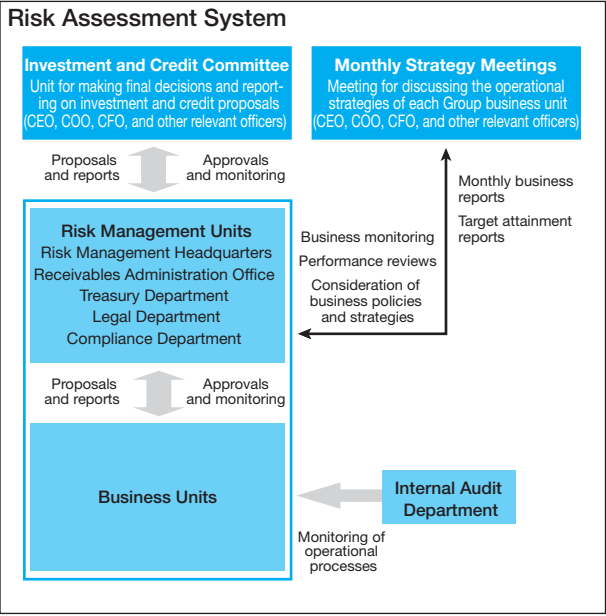 Risk Assessment System
Investment and Credit Committee
Unit for making final decisions and report-
ing on investment and credit proposals
(CEO, COO, CFO, and other relevant officers)
Monthly Strategy Meetings
Meeting for discussing the operational
strategies of each Group business unit
(CEO, COO, CFO, and other relevant officers)
Proposals
and reports
Approvals
and monitoring
Monthly business
reports
Target attainment
reports
Risk Management Units
Risk Management Headquarters
Receivables Administration Office
Treasury Department
Legal Department
Compliance Department
Business monitoring
Performance reviews
Consideration of
business policies
and strategies
Proposals
and reports
Approvals
and monitoring
Business Units
Internal Audit
Department
Monitoring of
operational
processes